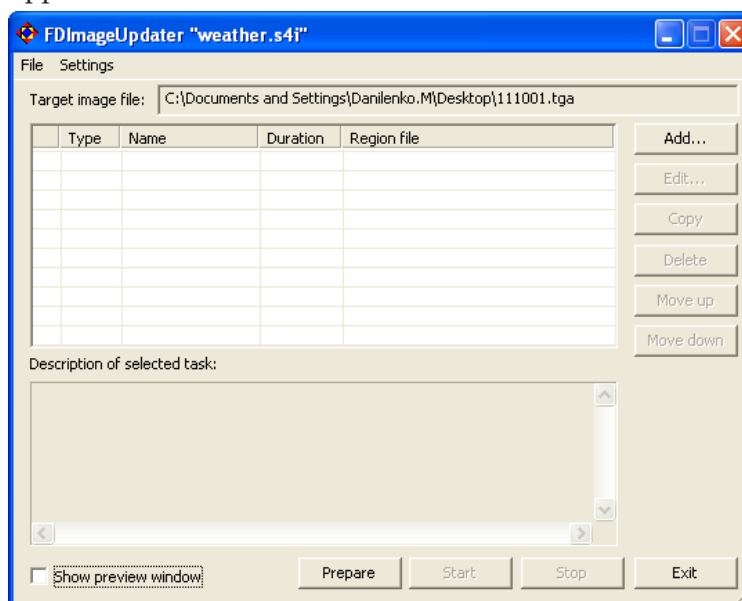 FDImageUpdater "weather.s4i"
File Settings
Target image file: C:\Documents and Settings\Danilenko.M\Desktop\111001.tga
Type Name Duration Region file
Add...
Edit...
Copy
Delete
Move up
Move down
Description of selected task:
Show preview window Prepare Start Stop Exit